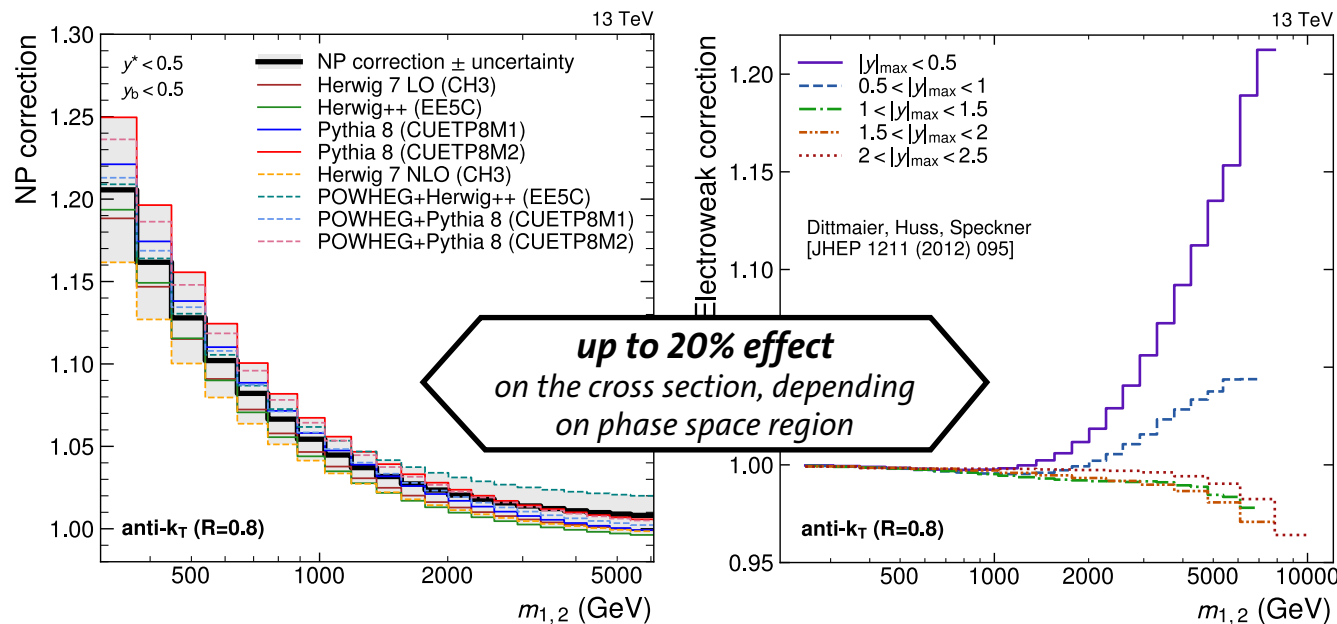 13 TeV
NP correction
1.30
1.25
1.20
1.15
1.10
1.05
1.00
y* < 0.5
y_b < 0.5
NP correction ± uncertainty
Herwig 7 LO (CH3)
Herwig++ (EE5C)
Pythia 8 (CUETP8M1)
Pythia 8 (CUETP8M2)
Herwig 7 NLO (CH3)
POWHEG+Herwig++ (EE5C)
POWHEG+Pythia 8 (CUETP8M1)
POWHEG+Pythia 8 (CUETP8M2)
anti-k_T (R=0.8)
500 1000 2000 5000
m_{1,2} (GeV)
up to 20% effect
on the cross section, depending
on phase space region
13 TeV
Electroweak correction
1.20
1.10
1.00
0.95
|y|_max < 0.5
0.5 < |y|_max < 1
1 < |y|_max < 1.5
1.5 < |y|_max < 2
2 < |y|_max < 2.5
Dittmaier, Huss, Speckner
[JHEP 1211 (2012) 095]
anti-k_T (R=0.8)
500 1000 2000 5000 10000
m_{1,2} (GeV)